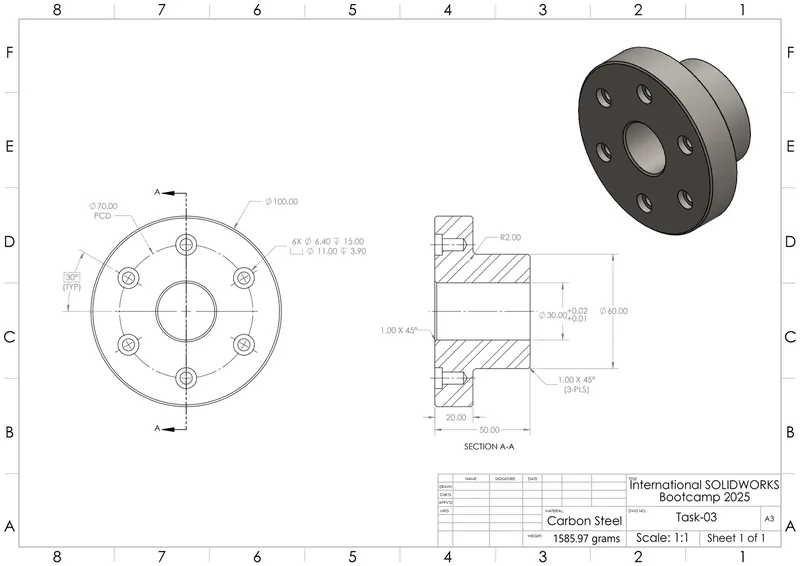 8 7 6 5 4 3 2 1
F F
E E
D D
C C
B B
A A
A
⌀70.00
PCD
⌀100.00
6X ⌀ 6.40 ↧ 15.00
⌴ ⌀ 11.00 ↧ 3.90
30°
(TYP)
A
R2.00
⌀30.00 +0.02
+0.01
⌀60.00
1.00 X 45°
1.00 X 45°
(3-PLS)
20.00
50.00
SECTION A-A
NAME SIGNATURE DATE
DRAWN
CHK'D
APPV'D
MFG
TITLE:
International SOLIDWORKS
Bootcamp 2025
MATERIAL:
Carbon Steel
DWG NO.
Task-03
A3
WEIGHT:
1585.97 grams
Scale: 1:1
Sheet 1 of 1
8 7 6 5 4 3 2 1